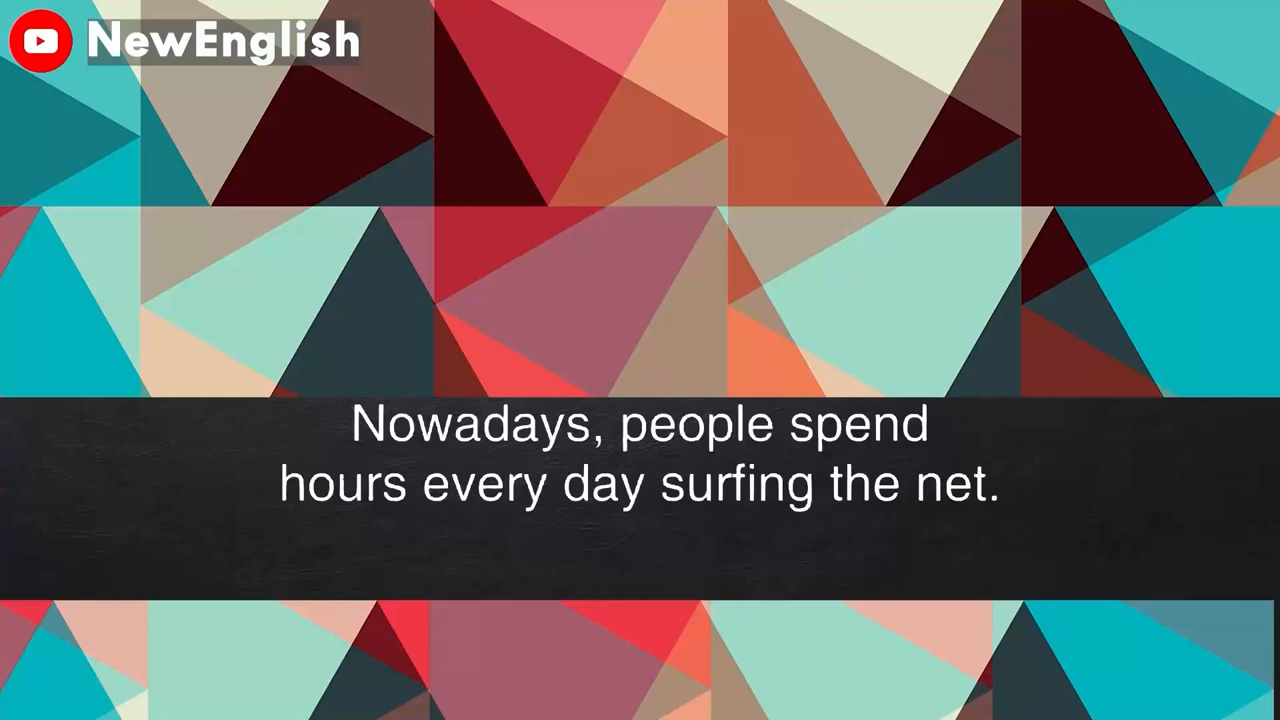 NewEnglish
Nowadays, people spend
hours every day surfing the net.